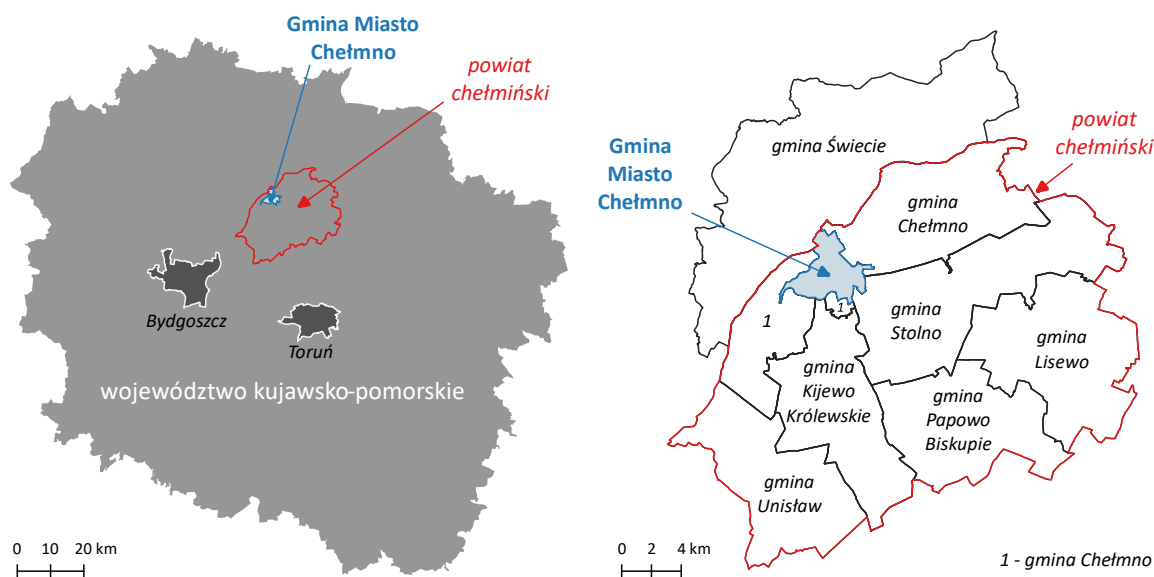 Gmina Miasto
Chełmno
powiat
chełmiński
Bydgoszcz
Toruń
województwo kujawsko-pomorskie
0 10 20 km
gmina Świecie
powiat
chełmiński
Gmina
Miasto
Chełmno
gmina
Chełmno
1
1
gmina
Stolno
gmina
Lisewo
gmina
Kijewo
Królewskie
gmina
Papowo
Biskupie
gmina
Unisław
0 2 4 km
1 - gmina Chełmno